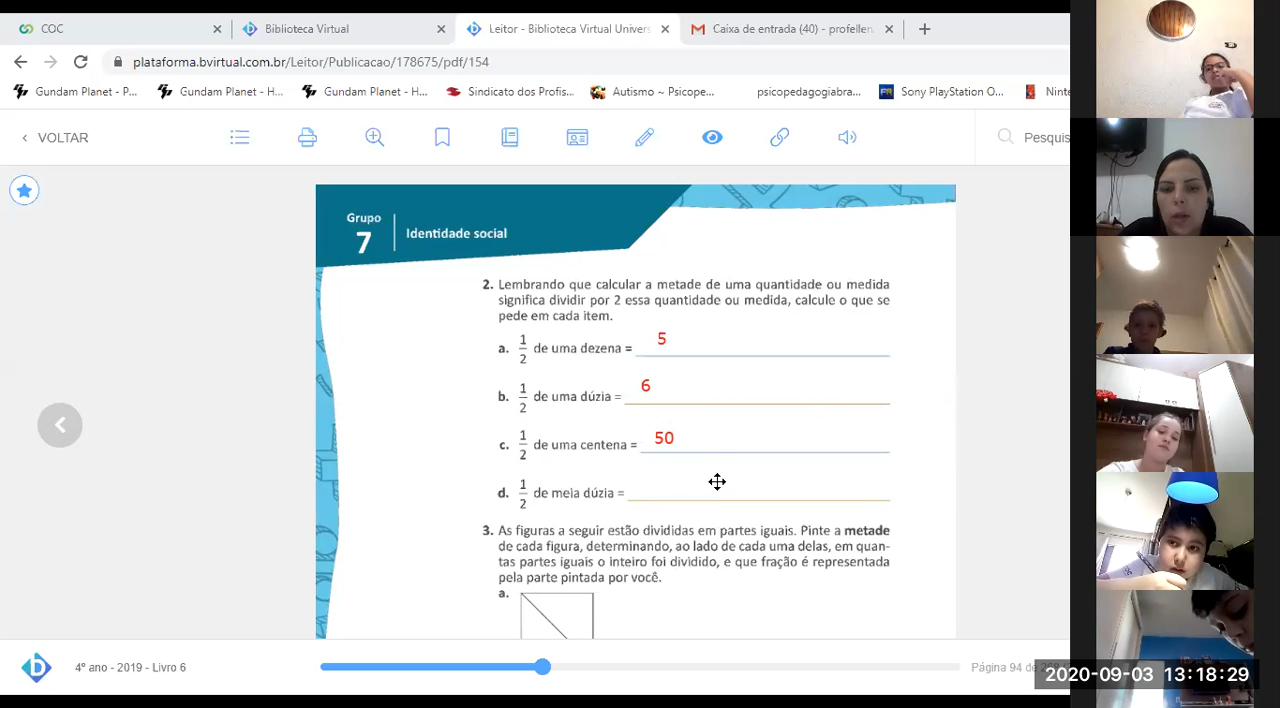 COC
Biblioteca Virtual
Leitor - Biblioteca Virtual Univers
Caixa de entrada (40) - profellen
plataforma.bvirtual.com.br/Leitor/Publicacao/178675/pdf/154
Gundam Planet - P...
Gundam Planet - H...
Gundam Planet - H...
Sindicato dos Profis...
Autismo ~ Psicope...
psicopedagogiabra...
Sony PlayStation O...
Ninte
VOLTAR
Pesquis
Grupo
7
Identidade social
2. Lembrando que calcular a metade de uma quantidade ou medida
significa dividir por 2 essa quantidade ou medida, calcule o que se
pede em cada item.
a. 1/2 de uma dezena = 5
b. 1/2 de uma dúzia = 6
c. 1/2 de uma centena = 50
d. 1/2 de meia dúzia =
3. As figuras a seguir estão divididas em partes iguais. Pinte a metade
de cada figura, determinando, ao lado de cada uma delas, em quan-
tas partes iguais o inteiro foi dividido, e que fração é representada
pela parte pintada por você.
a.
4º ano - 2019 - Livro 6
Página 94 de
2020-09-03 13:18:29